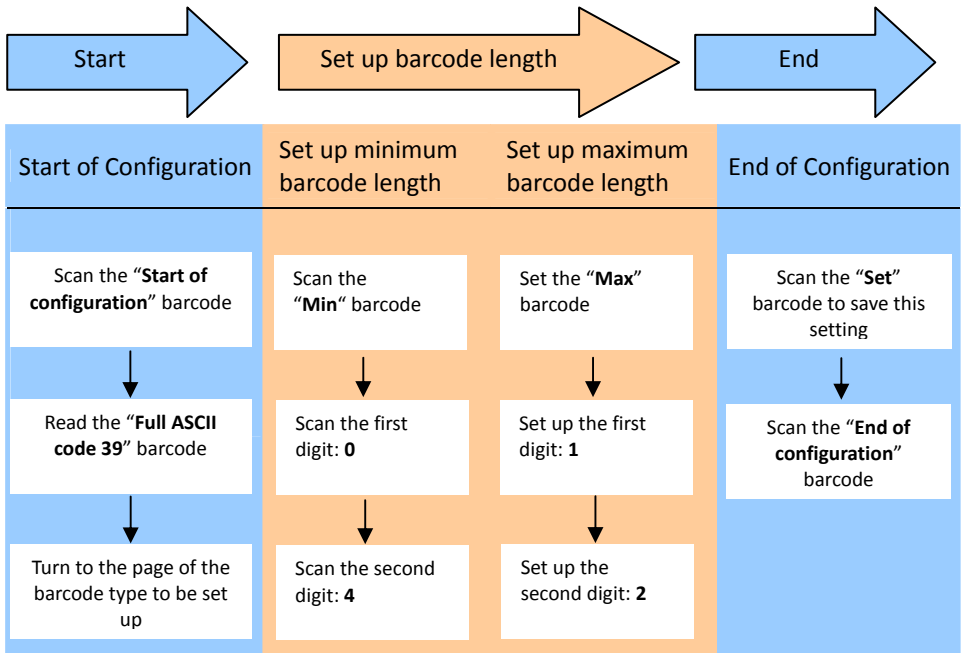 Start
Set up barcode length
End
Start of Configuration
Set up minimum
barcode length
Set up maximum
barcode length
End of Configuration
Scan the “Start of
configuration” barcode
Read the “Full ASCII
code 39” barcode
Turn to the page of the
barcode type to be set
up
Scan the
“Min“ barcode
Scan the first
digit: 0
Scan the second
digit: 4
Set the “Max”
barcode
Set up the first
digit: 1
Set up the
second digit: 2
Scan the “Set”
barcode to save this
setting
Scan the “End of
configuration”
barcode